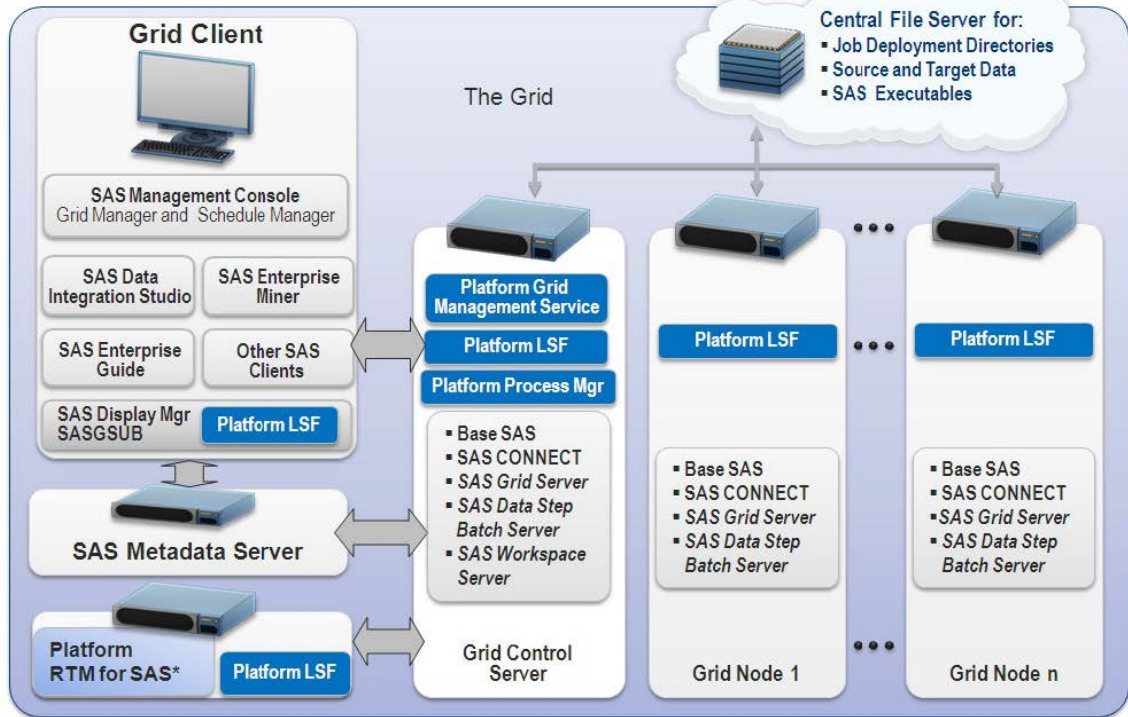 Grid Client
SAS Management Console
Grid Manager and Schedule Manager
SAS Data
Integration Studio
SAS Enterprise
Miner
SAS Enterprise
Guide
Other SAS
Clients
SAS Display Mgr
SASGSUB
Platform LSF
SAS Metadata Server
Platform
RTM for SAS*
Platform LSF
The Grid
Central File Server for:
▪ Job Deployment Directories
▪ Source and Target Data
▪ SAS Executables
Platform Grid
Management Service
Platform LSF
Platform Process Mgr
▪ Base SAS
▪ SAS CONNECT
▪ SAS Grid Server
▪ SAS Data Step
Batch Server
▪ SAS Workspace
Server
Grid Control
Server
Platform LSF
▪ Base SAS
▪ SAS CONNECT
▪ SAS Grid Server
▪ SAS Data Step
Batch Server
Grid Node 1
Platform LSF
▪ Base SAS
▪ SAS CONNECT
▪ SAS Grid Server
▪ SAS Data Step
Batch Server
Grid Node n